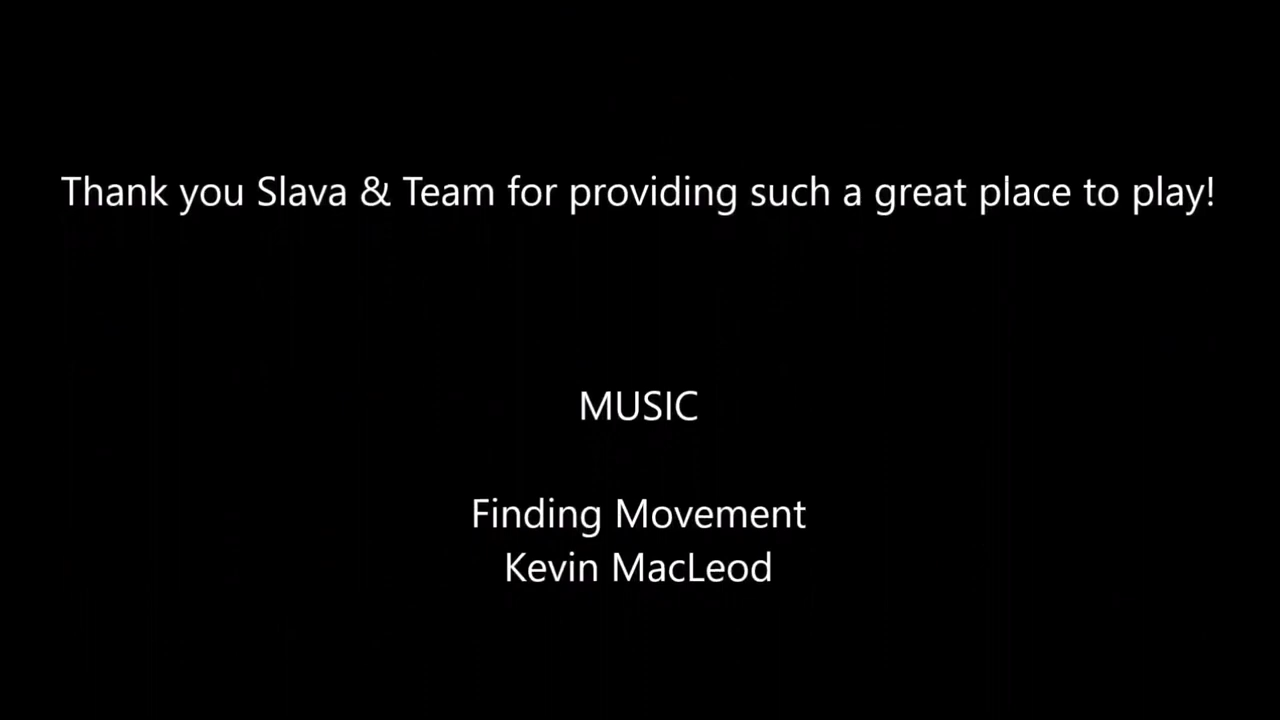 Thank you Slava & Team for providing such a great place to play!
MUSIC
Finding Movement
Kevin MacLeod